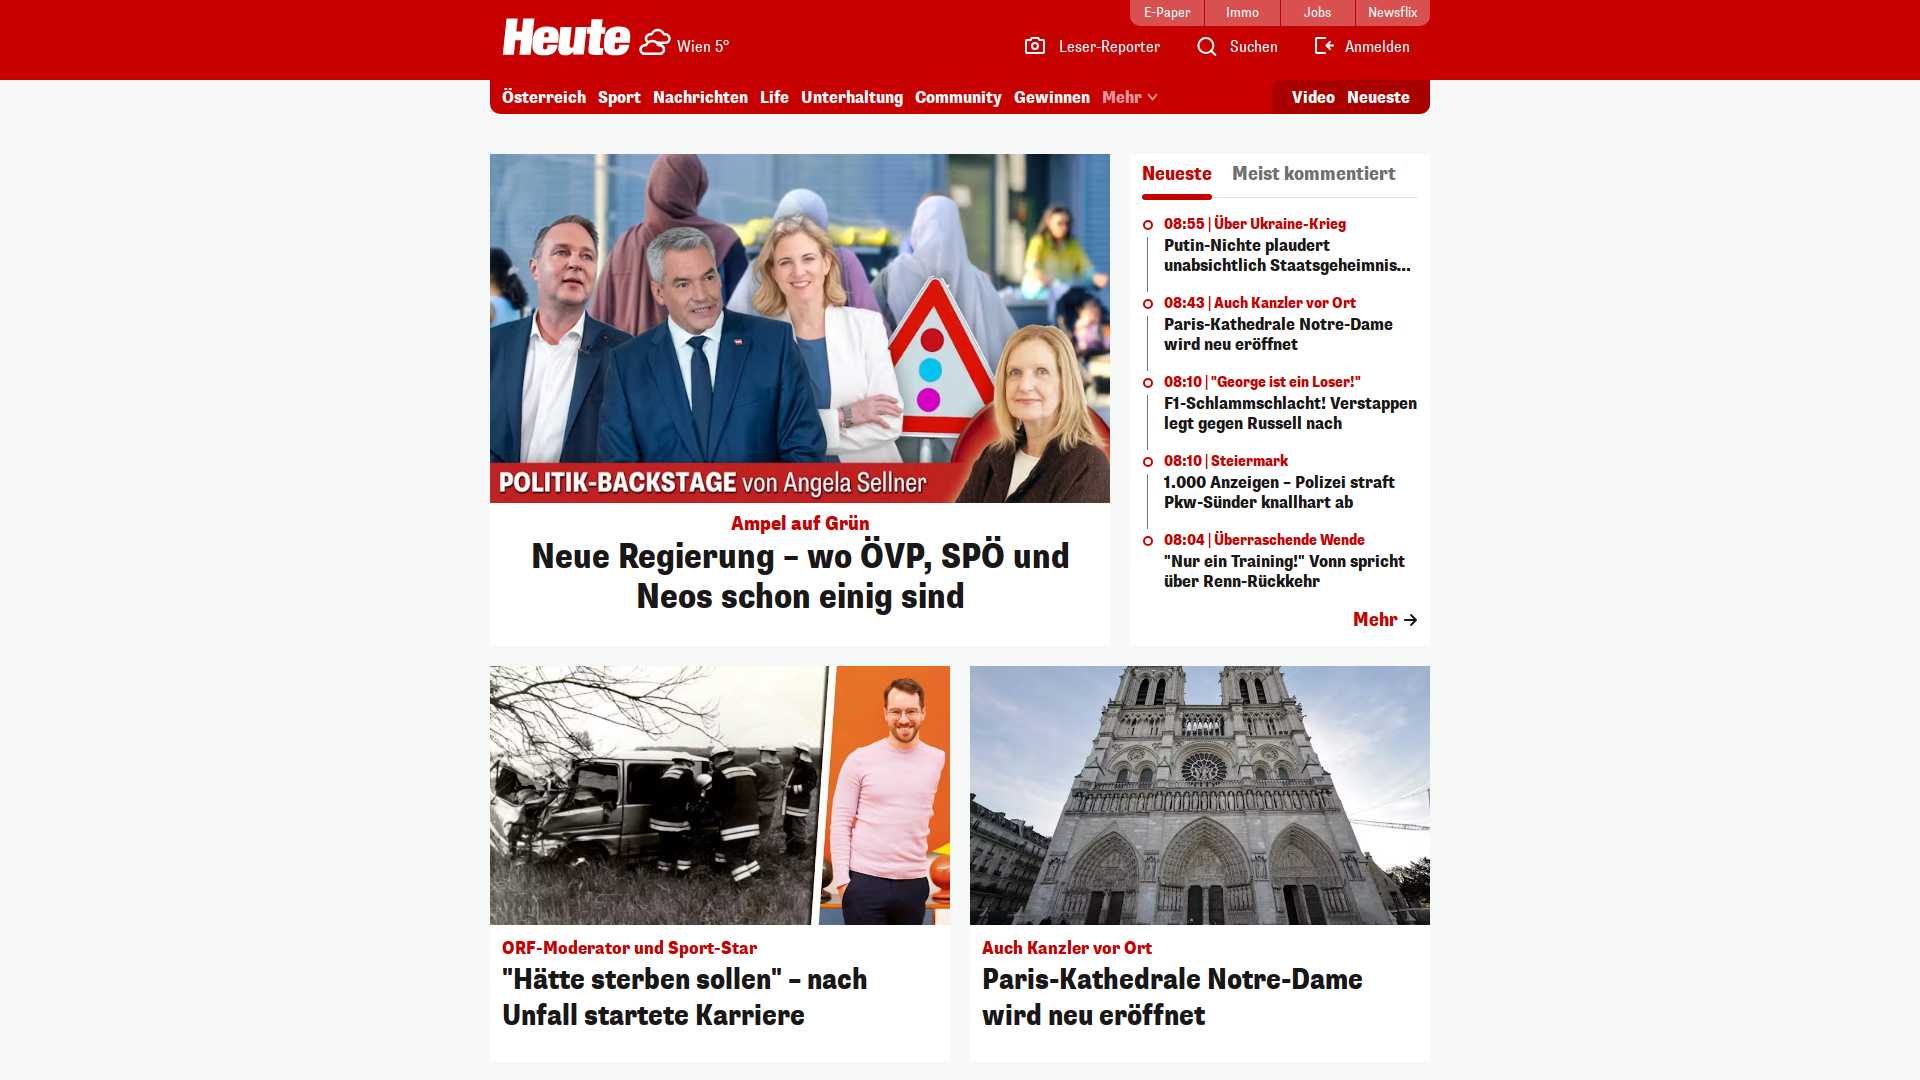 E-Paper
Immo
Jobs
Newsflix
Heute
Wien 5°
Leser-Reporter
Suchen
Anmelden
Österreich
Sport
Nachrichten
Life
Unterhaltung
Community
Gewinnen
Mehr
Video
Neueste
POLITIK-BACKSTAGE von Angela Sellner
Ampel auf Grün
Neue Regierung – wo ÖVP, SPÖ und
Neos schon einig sind
Neueste
Meist kommentiert
08:55 | Über Ukraine-Krieg
Putin-Nichte plaudert
unabsichtlich Staatsgeheimnis...
08:43 | Auch Kanzler vor Ort
Paris-Kathedrale Notre-Dame
wird neu eröffnet
08:10 | "George ist ein Loser!"
F1-Schlammschlacht! Verstappen
legt gegen Russell nach
08:10 | Steiermark
1.000 Anzeigen – Polizei straft
Pkw-Sünder knallhart ab
08:04 | Überraschende Wende
"Nur ein Training!" Vonn spricht
über Renn-Rückkehr
Mehr
ORF-Moderator und Sport-Star
"Hätte sterben sollen" – nach
Unfall startete Karriere
Auch Kanzler vor Ort
Paris-Kathedrale Notre-Dame
wird neu eröffnet